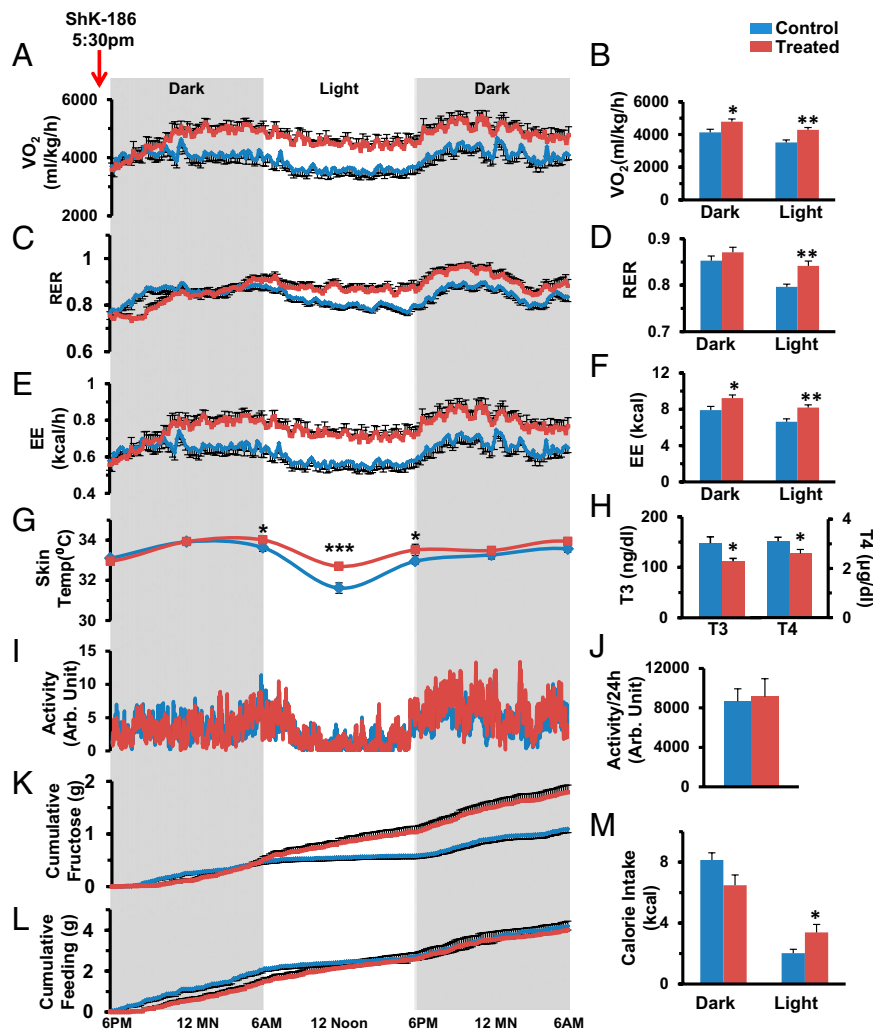 ShK-186
5:30pm
Control
Treated
A
Dark
Light
Dark
VO2
(ml/kg/h)
6000
4000
2000
B
VO2(ml/kg/h)
6000
4000
2000
0
*
**
Dark
Light
C
RER
1
0.8
0.6
D
RER
0.9
0.8
0.7
**
Dark
Light
E
EE
(kcal/h)
1
0.8
0.6
0.4
F
EE (kcal)
12
8
4
0
*
**
Dark
Light
G
Skin
Temp(⁰C)
34
32
30
*
***
*
H
T3 (ng/dl)
200
150
100
50
0
*
*
T4 (µg/dl)
4
2
0
T3
T4
I
Activity
(Arb. Unit)
15
10
5
0
J
Activity/24h
(Arb. Unit)
12000
8000
4000
0
K
Cumulative
Fructose (g)
2
1
0
L
Cumulative
Feeding (g)
4
2
0
6PM
12 MN
6AM
12 Noon
6PM
12 MN
6AM
M
Calorie Intake
(kcal)
8
4
0
*
Dark
Light